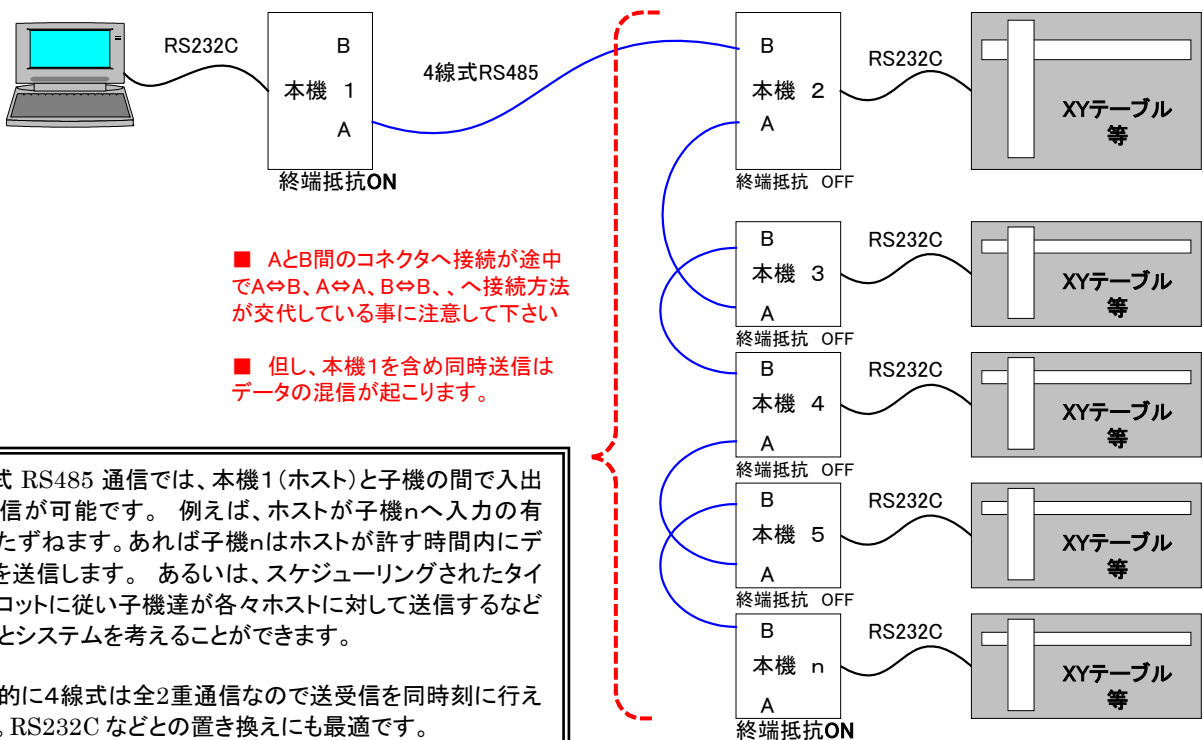 RS232C
B
本機 1
A
終端抵抗ON
4線式RS485
B
本機 2
A
終端抵抗 OFF
RS232C
XYテーブル
等
B
本機 3
A
終端抵抗 OFF
RS232C
XYテーブル
等
B
本機 4
A
終端抵抗 OFF
RS232C
XYテーブル
等
B
本機 5
A
終端抵抗 OFF
RS232C
XYテーブル
等
B
本機 n
A
終端抵抗ON
RS232C
XYテーブル
等
■ AとB間のコネクタへ接続が途中
でA⇔B、A⇔A、B⇔B、、へ接続方法
が交代している事に注意して下さい
■ 但し、本機1を含め同時送信は
データの混信が起こります。
式 RS485 通信では、本機1(ホスト)と子機の間で入出
信が可能です。 例えば、ホストが子機nへ入力の有
たずねます。あれば子機nはホストが許す時間内にデ
を送信します。 あるいは、スケジューリングされたタイ
コットに従い子機達が各々ホストに対して送信するなど
とシステムを考えることができます。
的に4線式は全2重通信なので送受信を同時刻に行え
。RS232C などとの置き換えにも最適です。